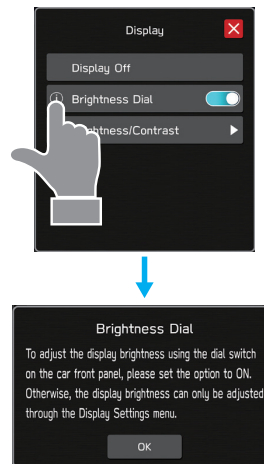 Display
Display Off
Brightness Dial
ghtness/Contrast
Brightness Dial
To adjust the display brightness using the dial switch
on the car front panel, please set the option to ON.
Otherwise, the display brightness can only be adjusted
through the Display Settings menu.
OK